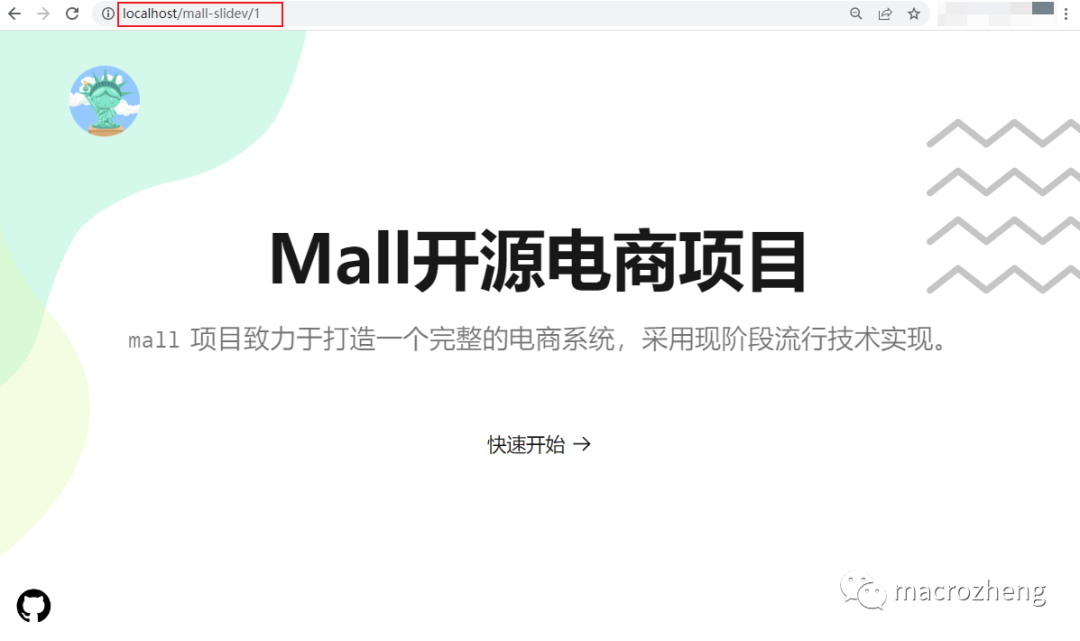 localhost/mall-slidev/1
Mall开源电商项目
mall 项目致力于打造一个完整的电商系统，采用现阶段流行技术实现。
快速开始 →
macrozheng